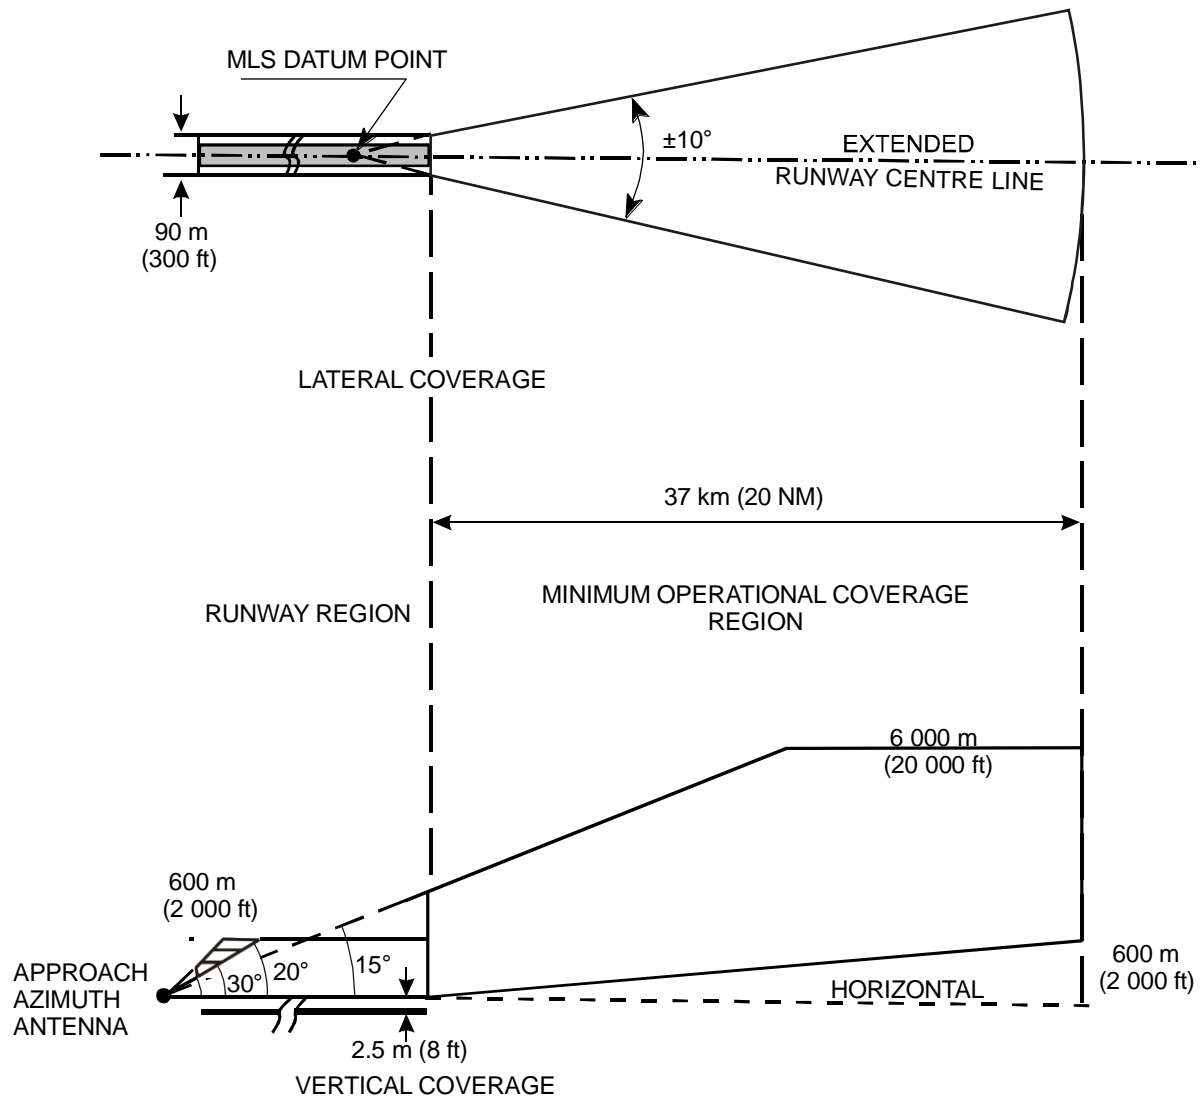 MLS DATUM POINT
±10°
EXTENDED
RUNWAY CENTRE LINE
90 m
(300 ft)
LATERAL COVERAGE
37 km (20 NM)
RUNWAY REGION
MINIMUM OPERATIONAL COVERAGE
REGION
6 000 m
(20 000 ft)
600 m
(2 000 ft)
APPROACH
AZIMUTH
ANTENNA
30°
20°
15°
HORIZONTAL
600 m
(2 000 ft)
2.5 m (8 ft)
VERTICAL COVERAGE